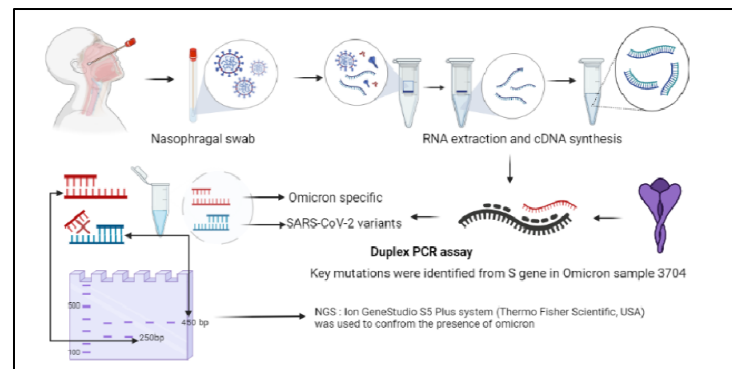 Nasophragal swab
RNA extraction and cDNA synthesis
Omicron specific
SARS-CoV-2 variants
Duplex PCR assay
Key mutations were identified from S gene in Omicron sample 3704
500
450 bp
250bp
100
NGS : Ion GeneStudio S5 Plus system (Thermo Fisher Scientific, USA)
was used to confrom the presence of omicron